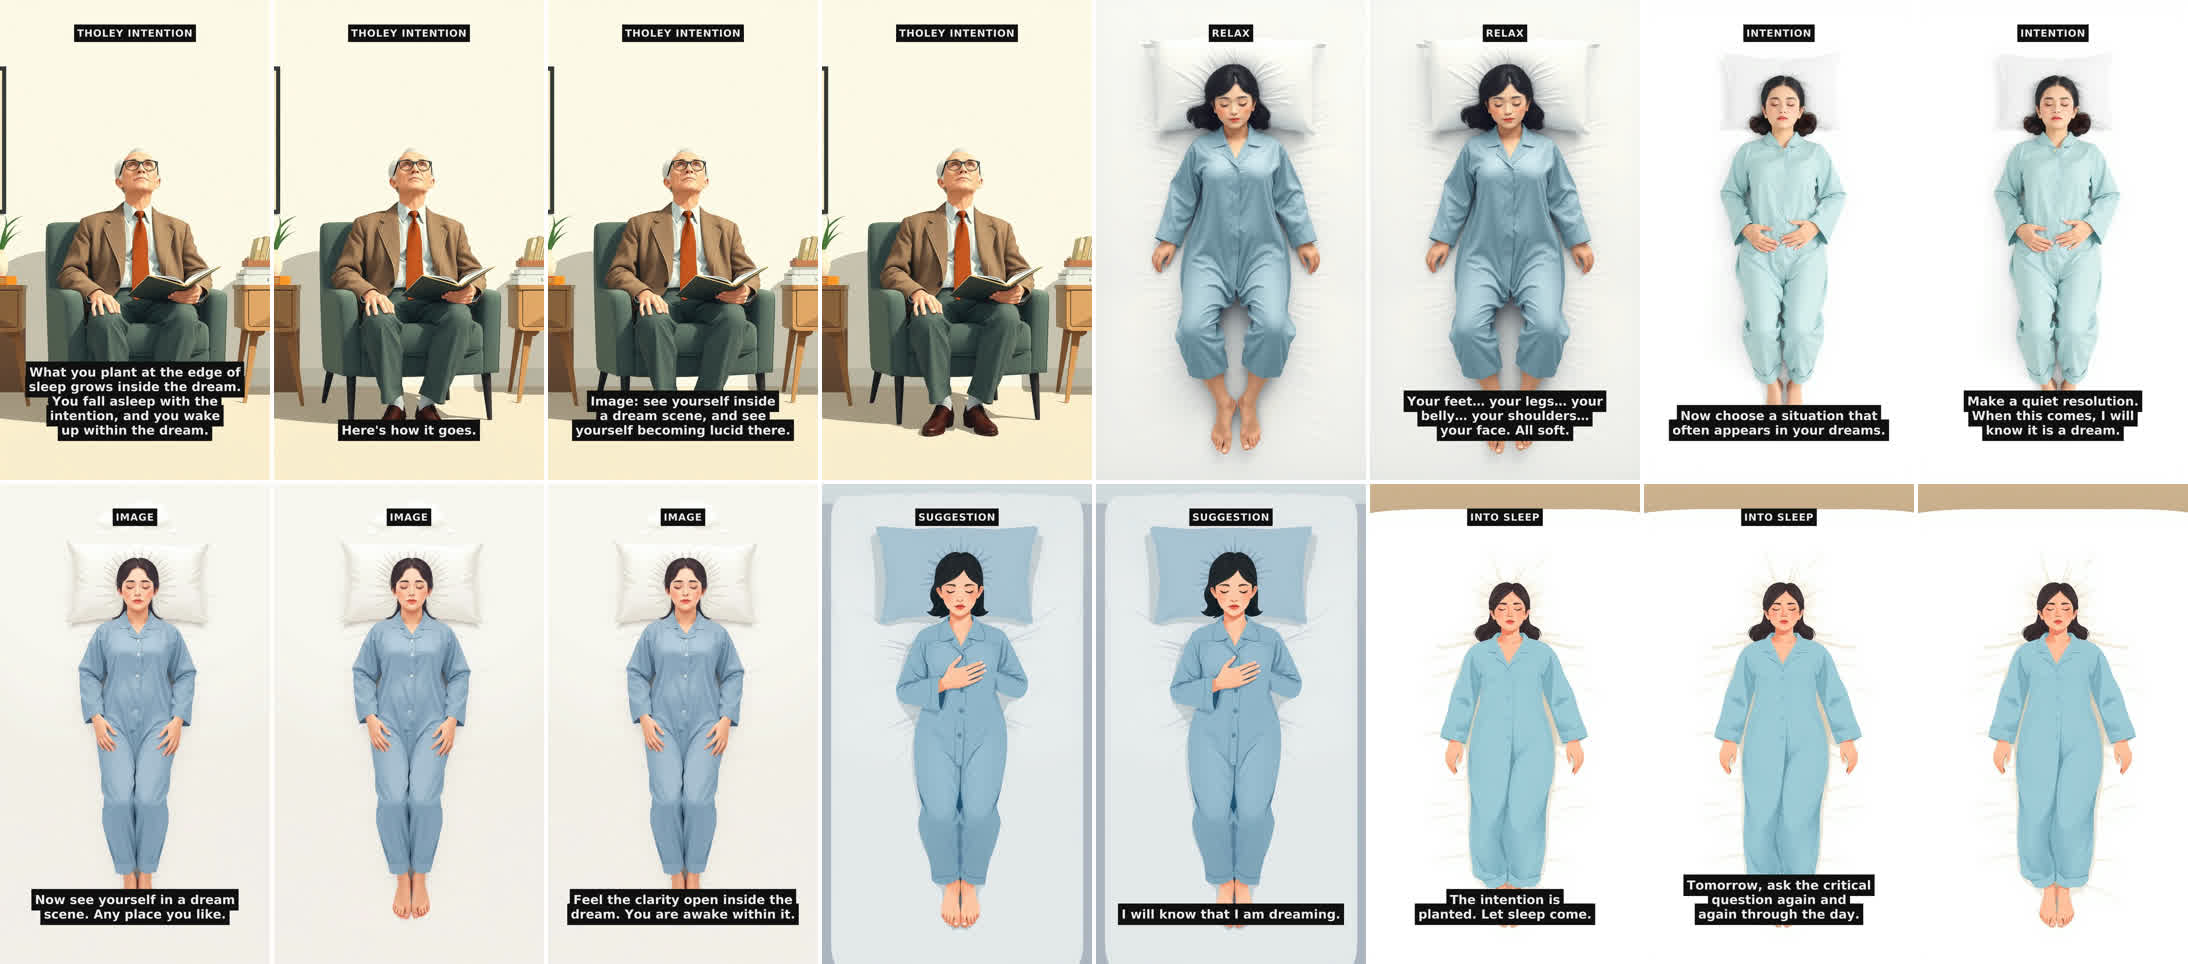 THOLEY INTENTION
What you plant at the edge of
sleep grows inside the dream.
You fall asleep with the
intention, and you wake
up within the dream.
THOLEY INTENTION
Here's how it goes.
THOLEY INTENTION
Image: see yourself inside
a dream scene, and see
yourself becoming lucid there.
THOLEY INTENTION
RELAX
RELAX
Your feet... your legs... your
belly... your shoulders...
your face. All soft.
INTENTION
Now choose a situation that
often appears in your dreams.
INTENTION
Make a quiet resolution.
When this comes, I will
know it is a dream.
IMAGE
Now see yourself in a dream
scene. Any place you like.
IMAGE
IMAGE
Feel the clarity open inside the
dream. You are awake within it.
SUGGESTION
SUGGESTION
I will know that I am dreaming.
INTO SLEEP
The intention is
planted. Let sleep come.
INTO SLEEP
Tomorrow, ask the critical
question again and
again through the day.